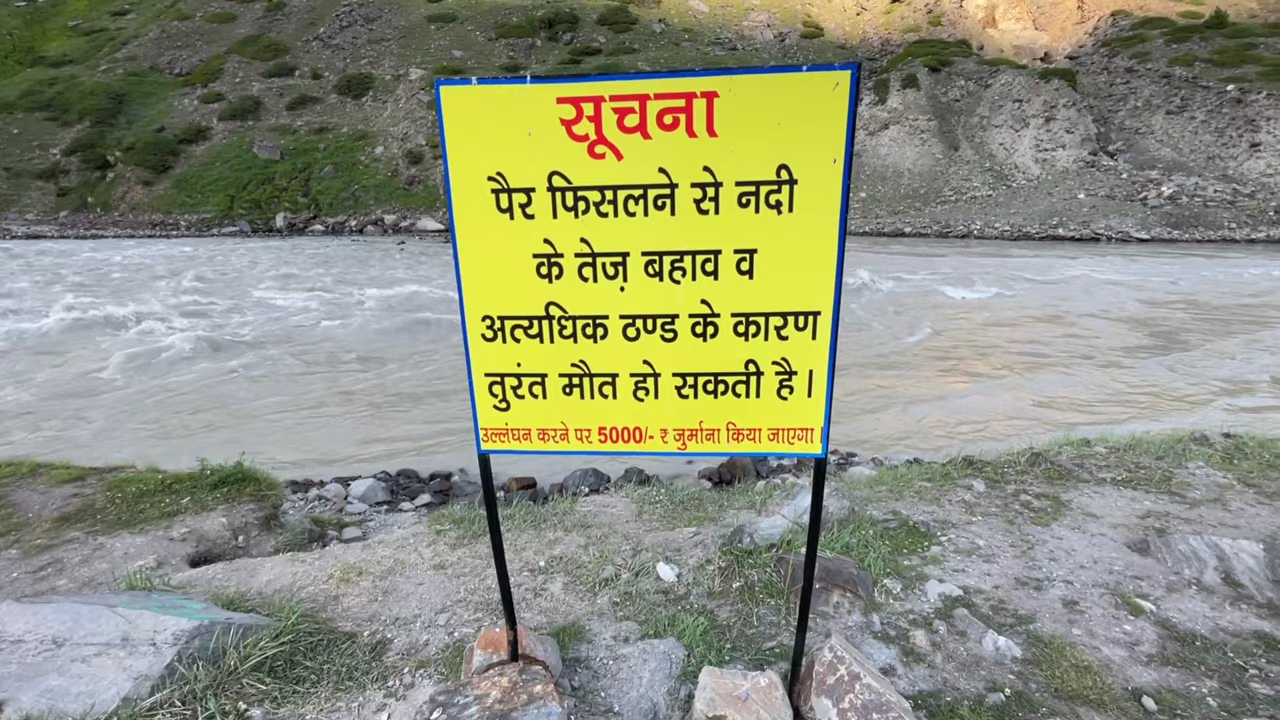 सूचना
पैर फिसलने से नदी
के तेज़ बहाव व
अत्यधिक ठण्ड के कारण
तुरंत मौत हो सकती है।
उल्लंघन करने पर 5000/- ₹ जुर्माना किया जाएगा।